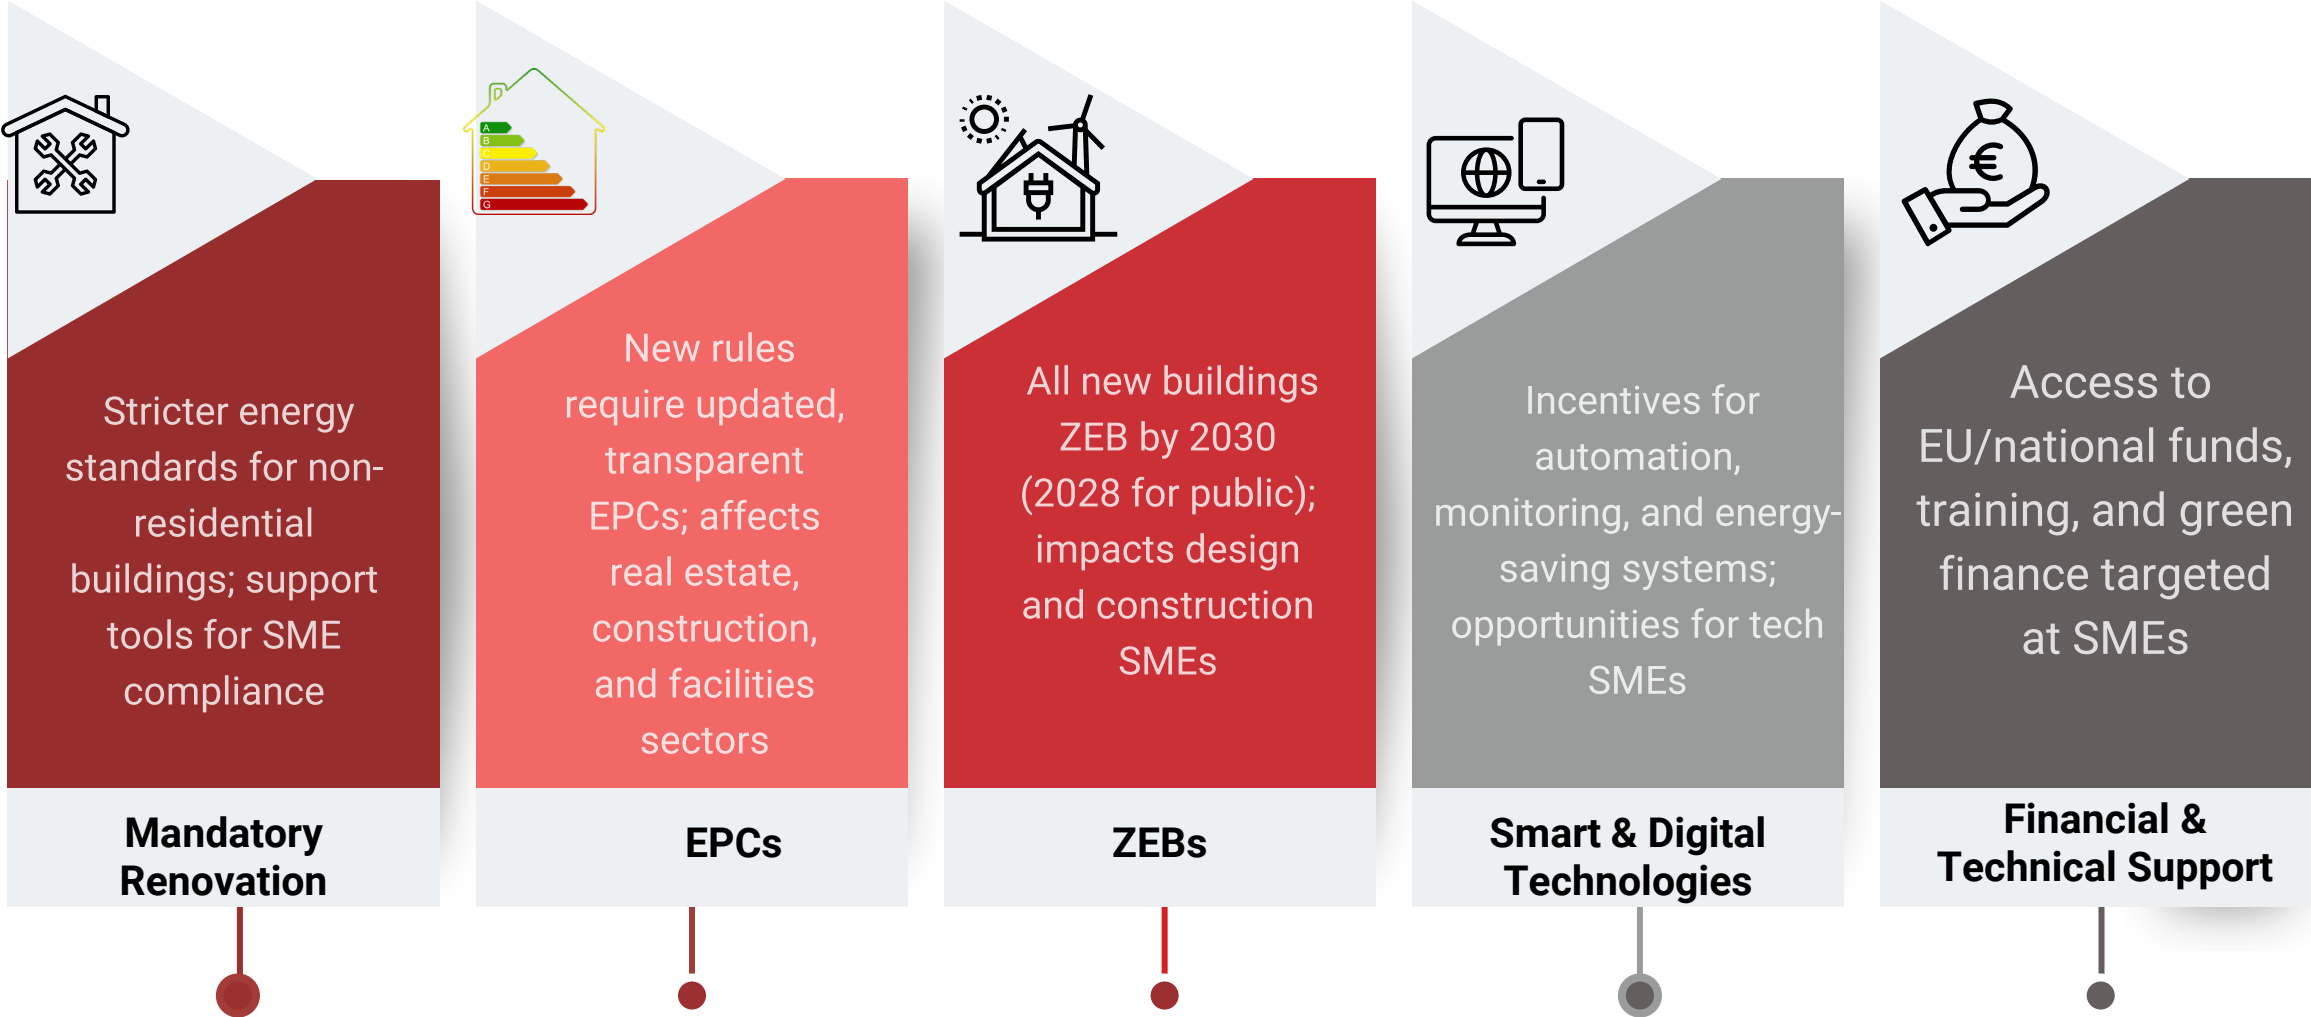 Stricter energy
standards for non-
residential
buildings; support
tools for SME
compliance
Mandatory
Renovation
A
B
C
D
E
F
G
New rules
require updated,
transparent
EPCs; affects
real estate,
construction,
and facilities
sectors
EPCs
All new buildings
ZEB by 2030
(2028 for public);
impacts design
and construction
SMEs
ZEBs
Incentives for
automation,
monitoring, and energy-
saving systems;
opportunities for tech
SMEs
Smart & Digital
Technologies
€
Access to
EU/national funds,
training, and green
finance targeted
at SMEs
Financial &
Technical Support